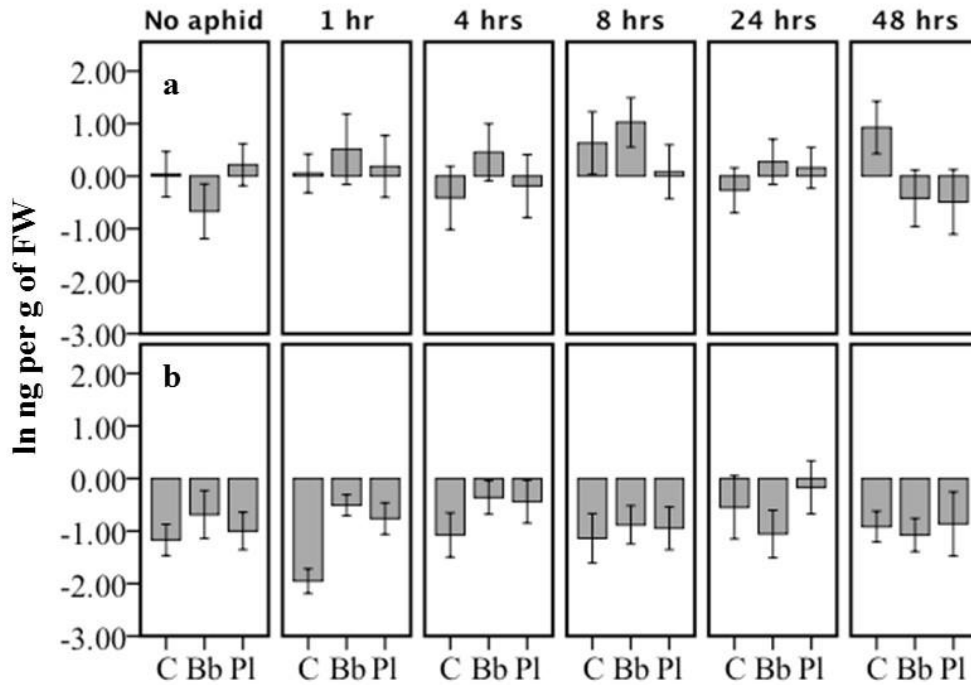 No aphid 1 hr 4 hrs 8 hrs 24 hrs 48 hrs
a
2.00
1.00
0.00
-1.00
-2.00
-3.00
b
2.00
1.00
0.00
-1.00
-2.00
-3.00
ln ng per g of FW
C Bb Pl C Bb Pl C Bb Pl C Bb Pl C Bb Pl C Bb Pl